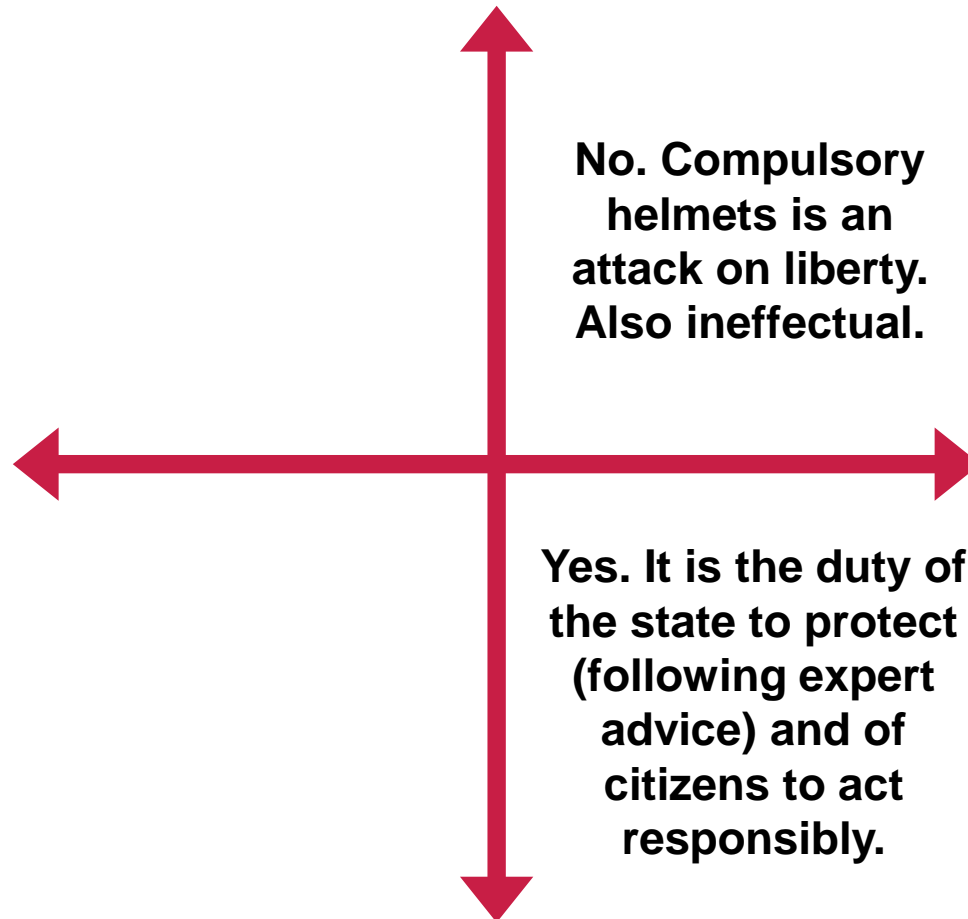 No. Compulsory
helmets is an
attack on liberty.
Also ineffectual.
Yes. It is the duty of
the state to protect
(following expert
advice) and of
citizens to act
responsibly.